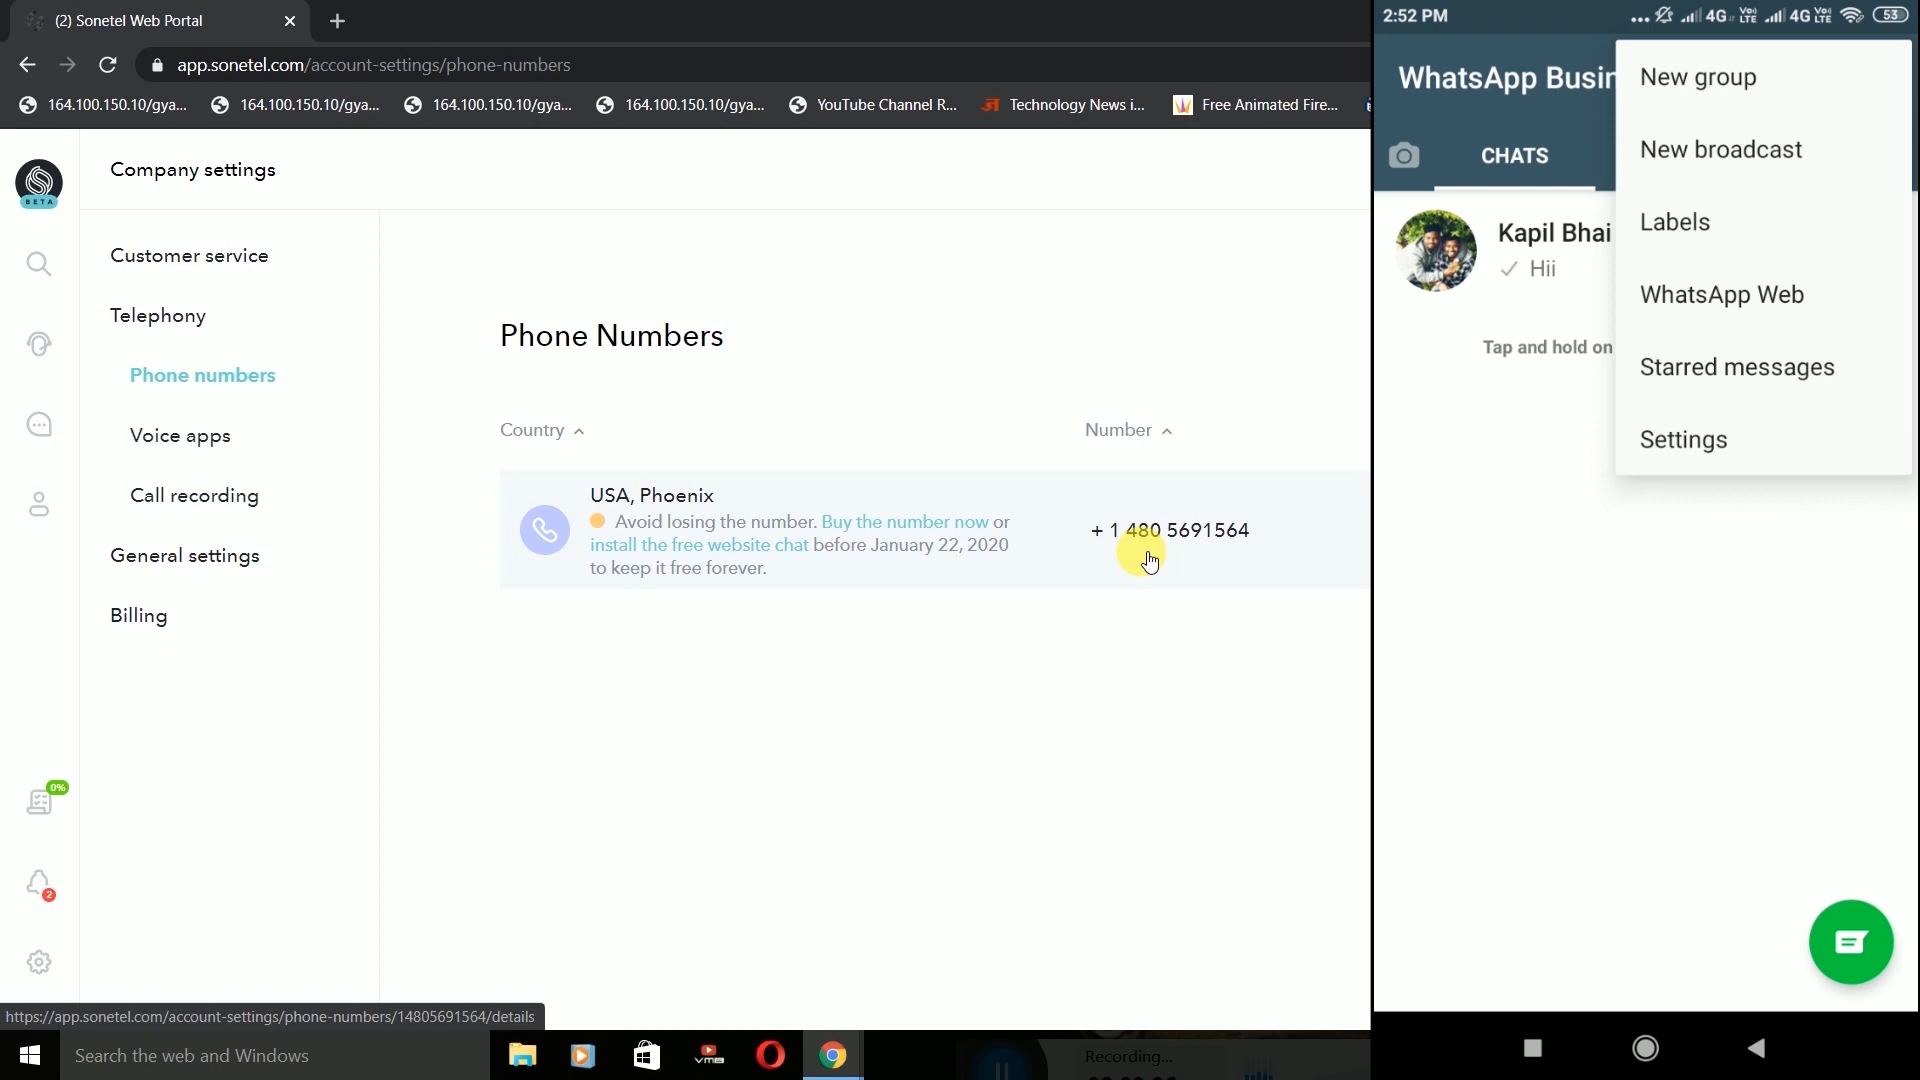 (2) Sonetel Web Portal
app.sonetel.com/account-settings/phone-numbers
164.100.150.10/gya... 164.100.150.10/gya... 164.100.150.10/gya... 164.100.150.10/gya... YouTube Channel R... Technology News i... Free Animated Fire...
BETA
Company settings
Customer service
Telephony
Phone numbers
Voice apps
Call recording
General settings
Billing
0%
2
Phone Numbers
Country Number
USA, Phoenix
Avoid losing the number. Buy the number now or
install the free website chat before January 22, 2020
to keep it free forever.
+ 1 480 5691564
https://app.sonetel.com/account-settings/phone-numbers/14805691564/details
Search the web and Windows
VMB
Recording...
2:52 PM 4G Vo) LTE 4G Vo) LTE 53
WhatsApp Busin
CHATS
Kapil Bhai
Hii
Tap and hold on
New group
New broadcast
Labels
WhatsApp Web
Starred messages
Settings